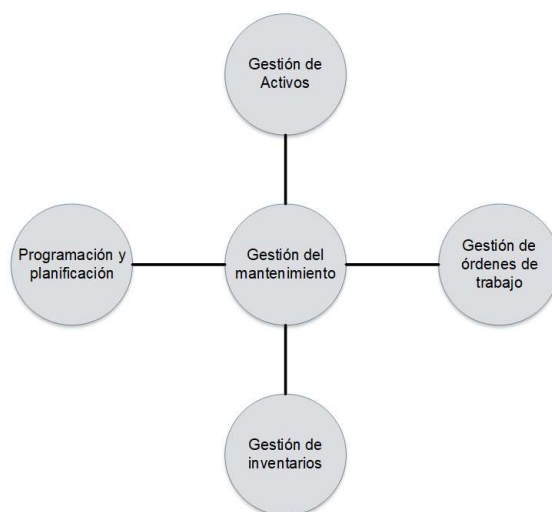 Gestión de
Activos
Programación y
planificación
Gestión del
mantenimiento
Gestión de
órdenes de
trabajo
Gestión de
inventarios